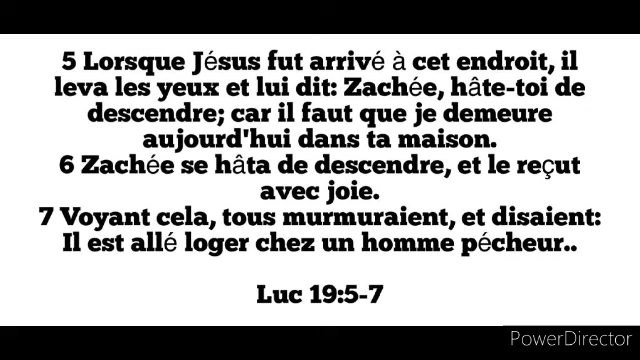 5 Lorsque Jésus fut arrivé à cet endroit, il
leva les yeux et lui dit: Zachée, hâte-toi de
descendre; car il faut que je demeure
aujourd'hui dans ta maison.
6 Zachée se hâta de descendre, et le reçut
avec joie.
7 Voyant cela, tous murmuraient, et disaient:
Il est allé loger chez un homme pécheur..
Luc 19:5-7
PowerDirector